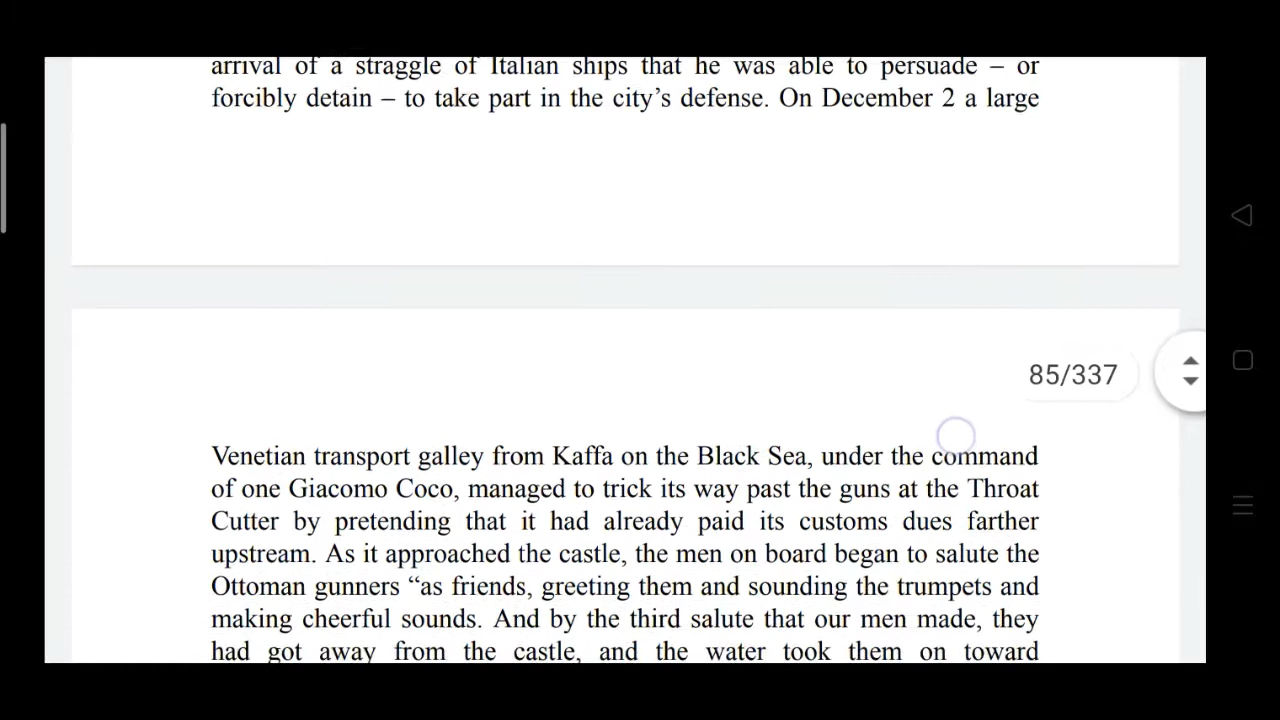 arrival of a straggle of Italian ships that he was able to persuade – or
forcibly detain – to take part in the city’s defense. On December 2 a large
85/337
Venetian transport galley from Kaffa on the Black Sea, under the command
of one Giacomo Coco, managed to trick its way past the guns at the Throat
Cutter by pretending that it had already paid its customs dues farther
upstream. As it approached the castle, the men on board began to salute the
Ottoman gunners “as friends, greeting them and sounding the trumpets and
making cheerful sounds. And by the third salute that our men made, they
had got away from the castle, and the water took them on toward